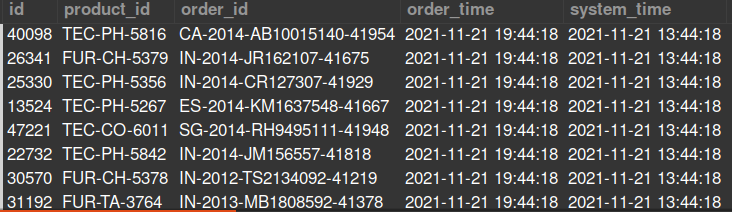 id product_id order_id order_time system_time
40098 TEC-PH-5816 CA-2014-AB10015140-41954 2021-11-21 19:44:18 2021-11-21 13:44:18
26341 FUR-CH-5379 IN-2014-JR162107-41675 2021-11-21 19:44:18 2021-11-21 13:44:18
25330 TEC-PH-5356 IN-2014-CR127307-41929 2021-11-21 19:44:18 2021-11-21 13:44:18
13524 TEC-PH-5267 ES-2014-KM1637548-41667 2021-11-21 19:44:18 2021-11-21 13:44:18
47221 TEC-CO-6011 SG-2014-RH9495111-41948 2021-11-21 19:44:18 2021-11-21 13:44:18
22732 TEC-PH-5842 IN-2014-JM156557-41818 2021-11-21 19:44:18 2021-11-21 13:44:18
30570 FUR-CH-5378 IN-2012-TS2134092-41219 2021-11-21 19:44:18 2021-11-21 13:44:18
31192 FUR-TA-3764 IN-2013-MB1808592-41378 2021-11-21 19:44:18 2021-11-21 13:44:18